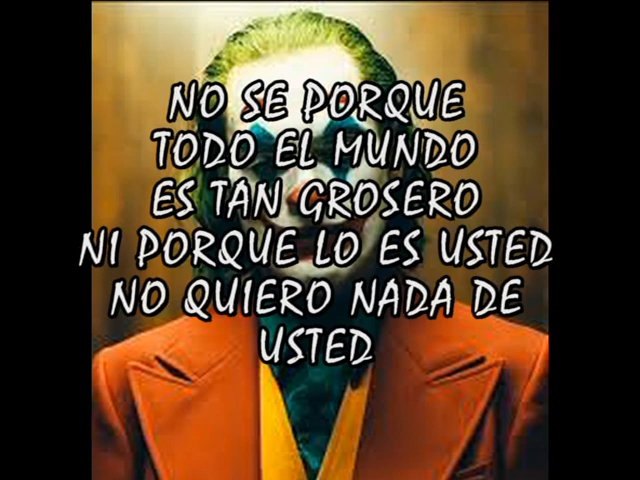 NO SE PORQUE
TODO EL MUNDO
ES TAN GROSERO
NI PORQUE LO ES USTED
NO QUIERO NADA DE
USTED